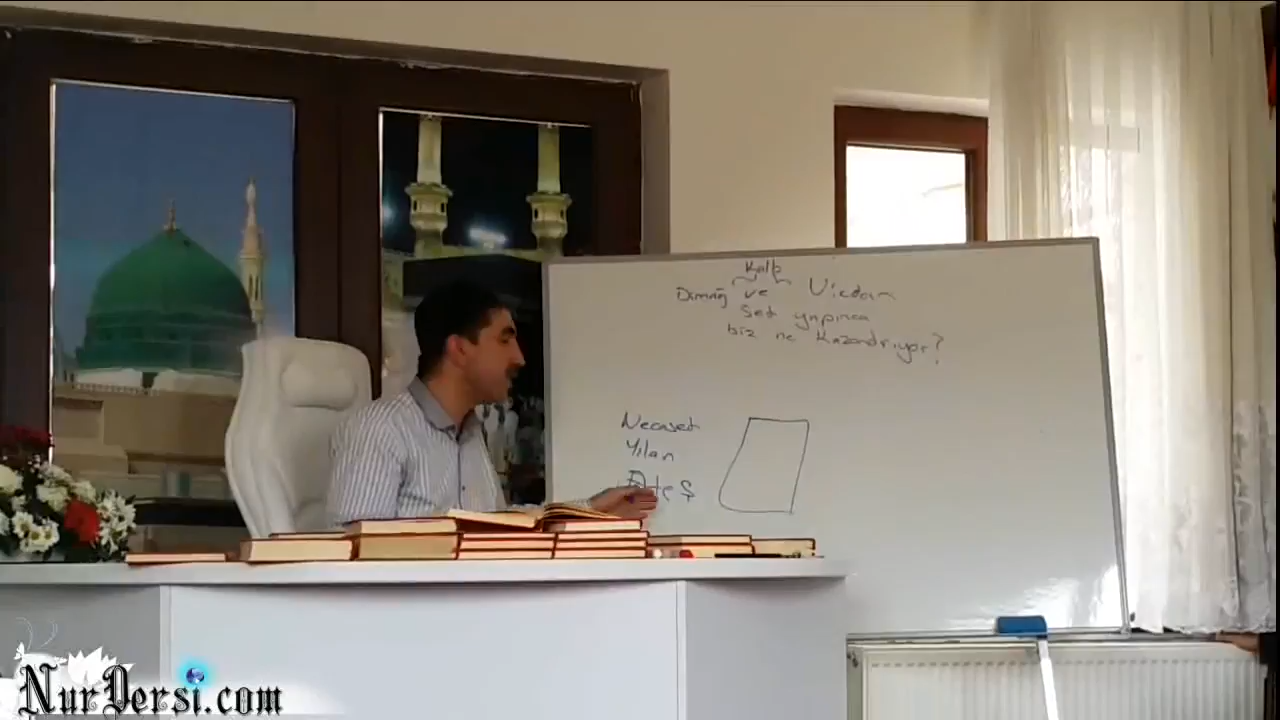 Kalb
Dimağ ve Vicdan
Set yapınca
biz ne kazandırıyor?
Necaset
Yılan
Ateş
NurDersi.com